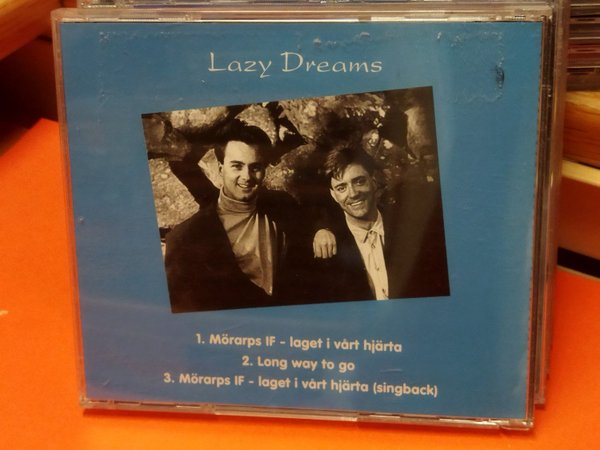 Lazy Dreams
1. Mörarps IF - laget i vårt hjärta
2. Long way to go
3. Mörarps IF - laget i vårt hjärta (singback)